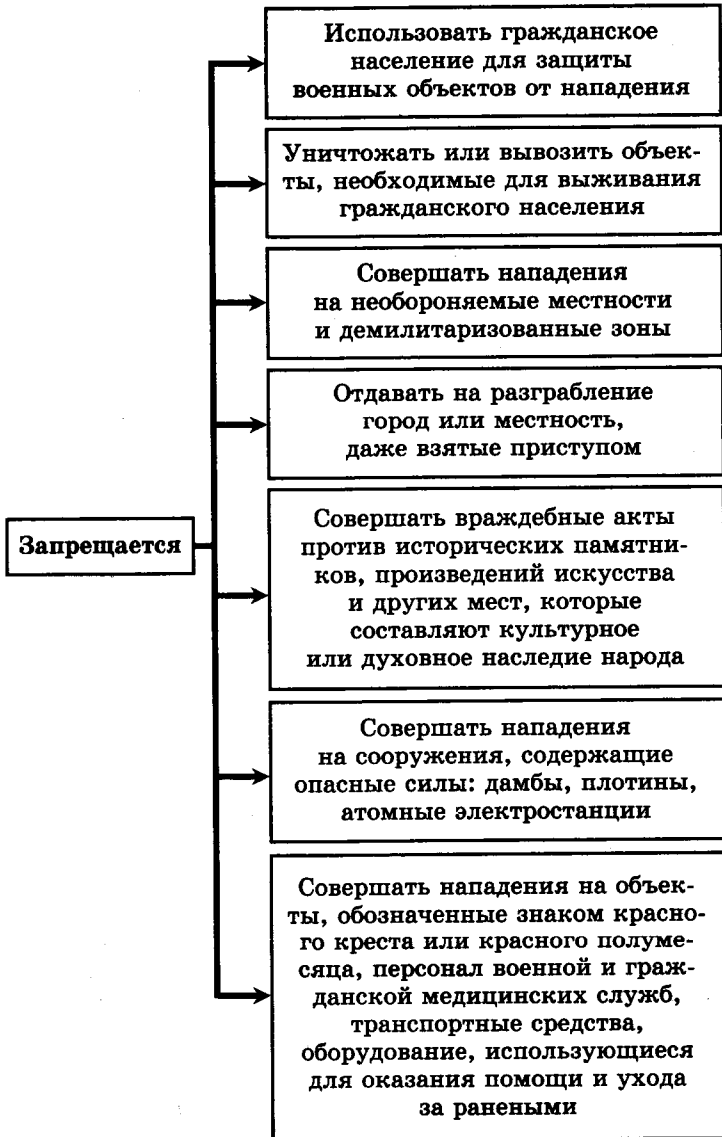 Использовать гражданское
население для защиты
военных объектов от нападения
Уничтожать или вывозить объек-
ты, необходимые для выживания
гражданского населения
Совершать нападения
на необороняемые местности
и демилитаризованные зоны
Отдавать на разграбление
город или местность,
даже взятые приступом
Запрещается
Совершать враждебные акты
против исторических памятни-
ков, произведений искусства
и других мест, которые
составляют культурное
или духовное наследие народа
Совершать нападения
на сооружения, содержащие
опасные силы: дамбы, плотины,
атомные электростанции
Совершать нападения на объек-
ты, обозначенные знаком красно-
го креста или красного полуме-
сяца, персонал военной и граж-
данской медицинских служб,
транспортные средства,
оборудование, использующиеся
для оказания помощи и ухода
за ранеными